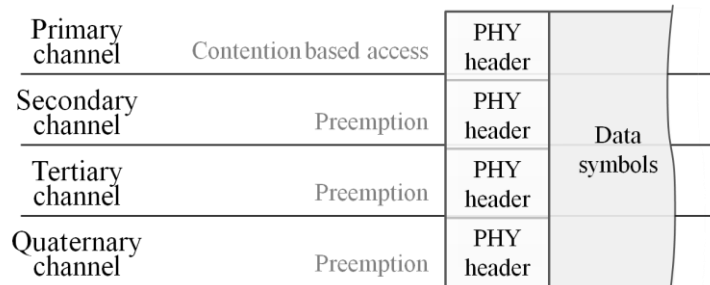 Primary
channel
Contention based access
PHY
header
Secondary
channel
Preemption
PHY
header
Tertiary
channel
Preemption
PHY
header
Quaternary
channel
Preemption
PHY
header
Data
symbols